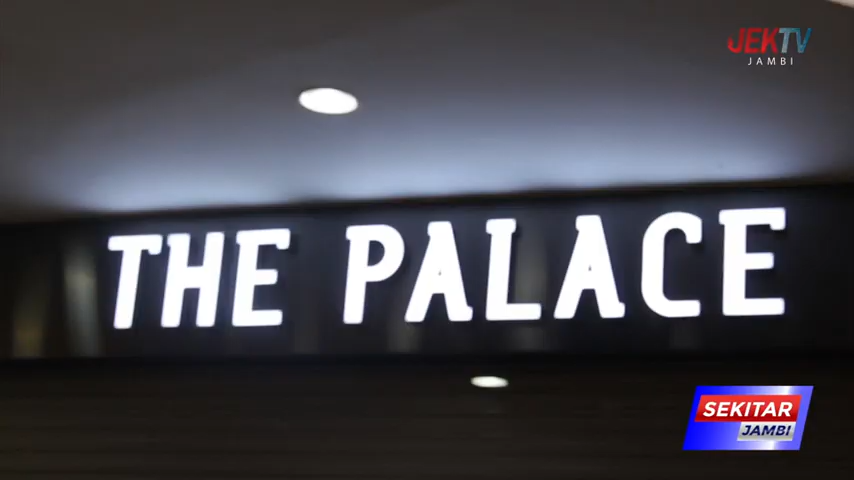 JEKTV
JAMBI
THE PALACE
SEKITAR
JAMBI